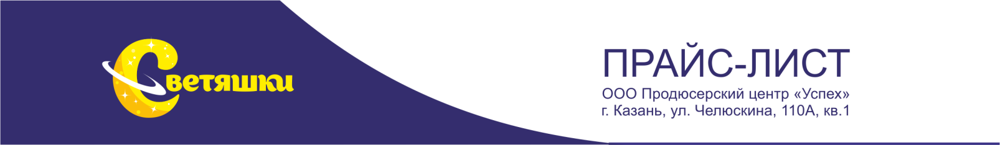 Светяшки
ПРАЙС-ЛИСТ
ООО Продюсерский центр «Успех»
г. Казань, ул. Челюскина, 110А, кв.1